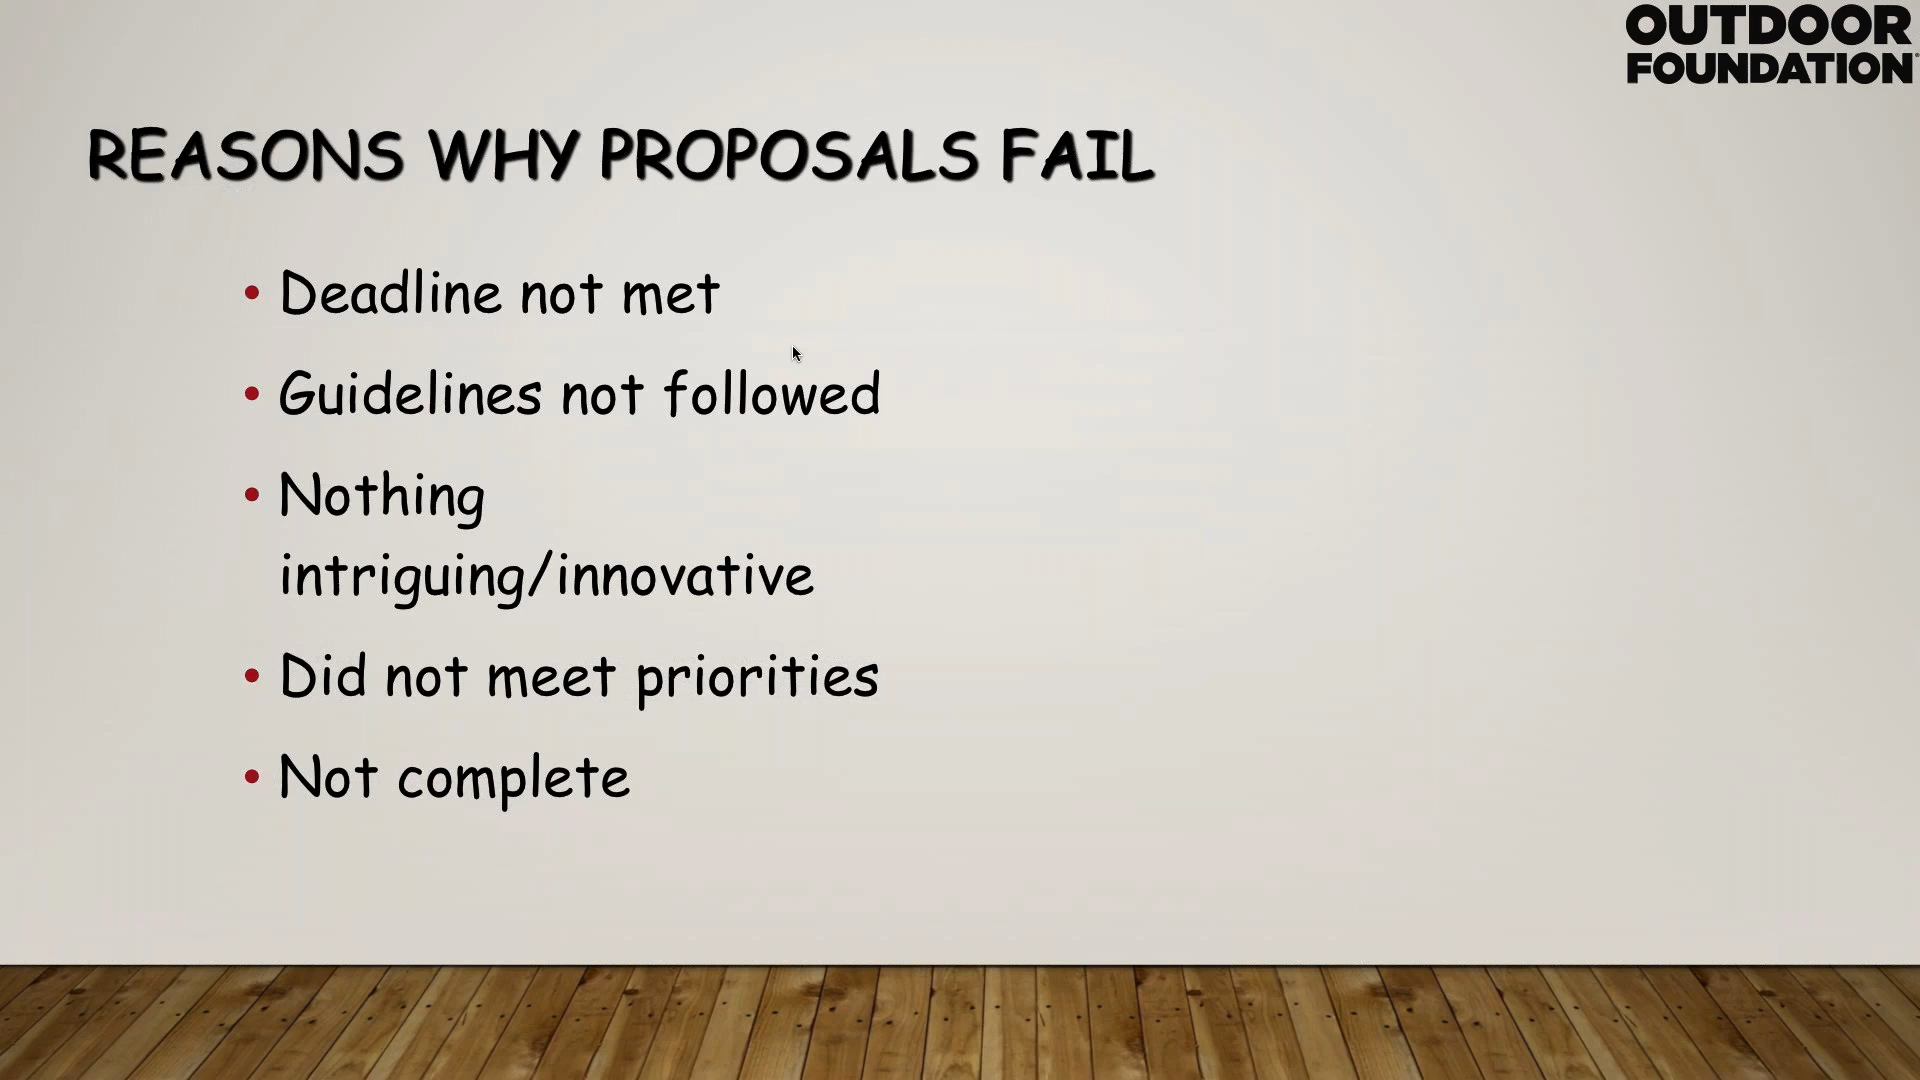 OUTDOOR
FOUNDATION
REASONS WHY PROPOSALS FAIL
• Deadline not met
• Guidelines not followed
• Nothing
intriguing/innovative
• Did not meet priorities
• Not complete